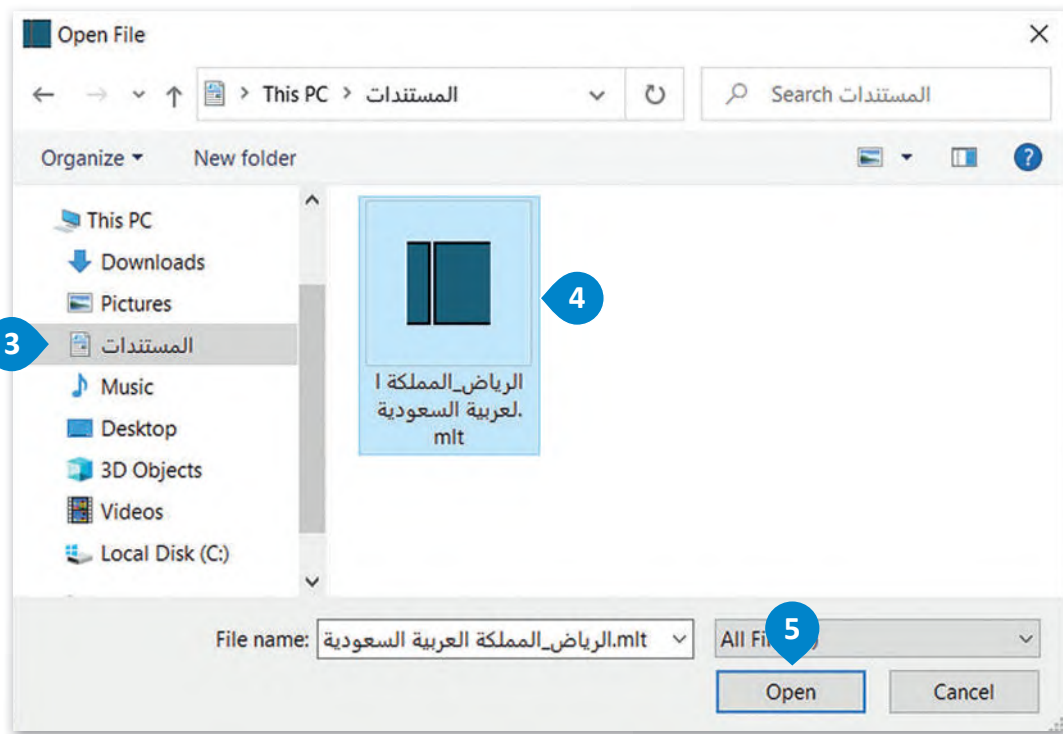 Open File
This PC > المستندات
Search المستندات
Organize
New folder
This PC
Downloads
Pictures
3
المستندات
Music
Desktop
3D Objects
Videos
Local Disk (C:)
4
الرياض_المملكة ا
لعربية السعودية.
mlt
File name:
الرياض_المملكة العربية السعودية.mlt
All Fi
5
Open
Cancel